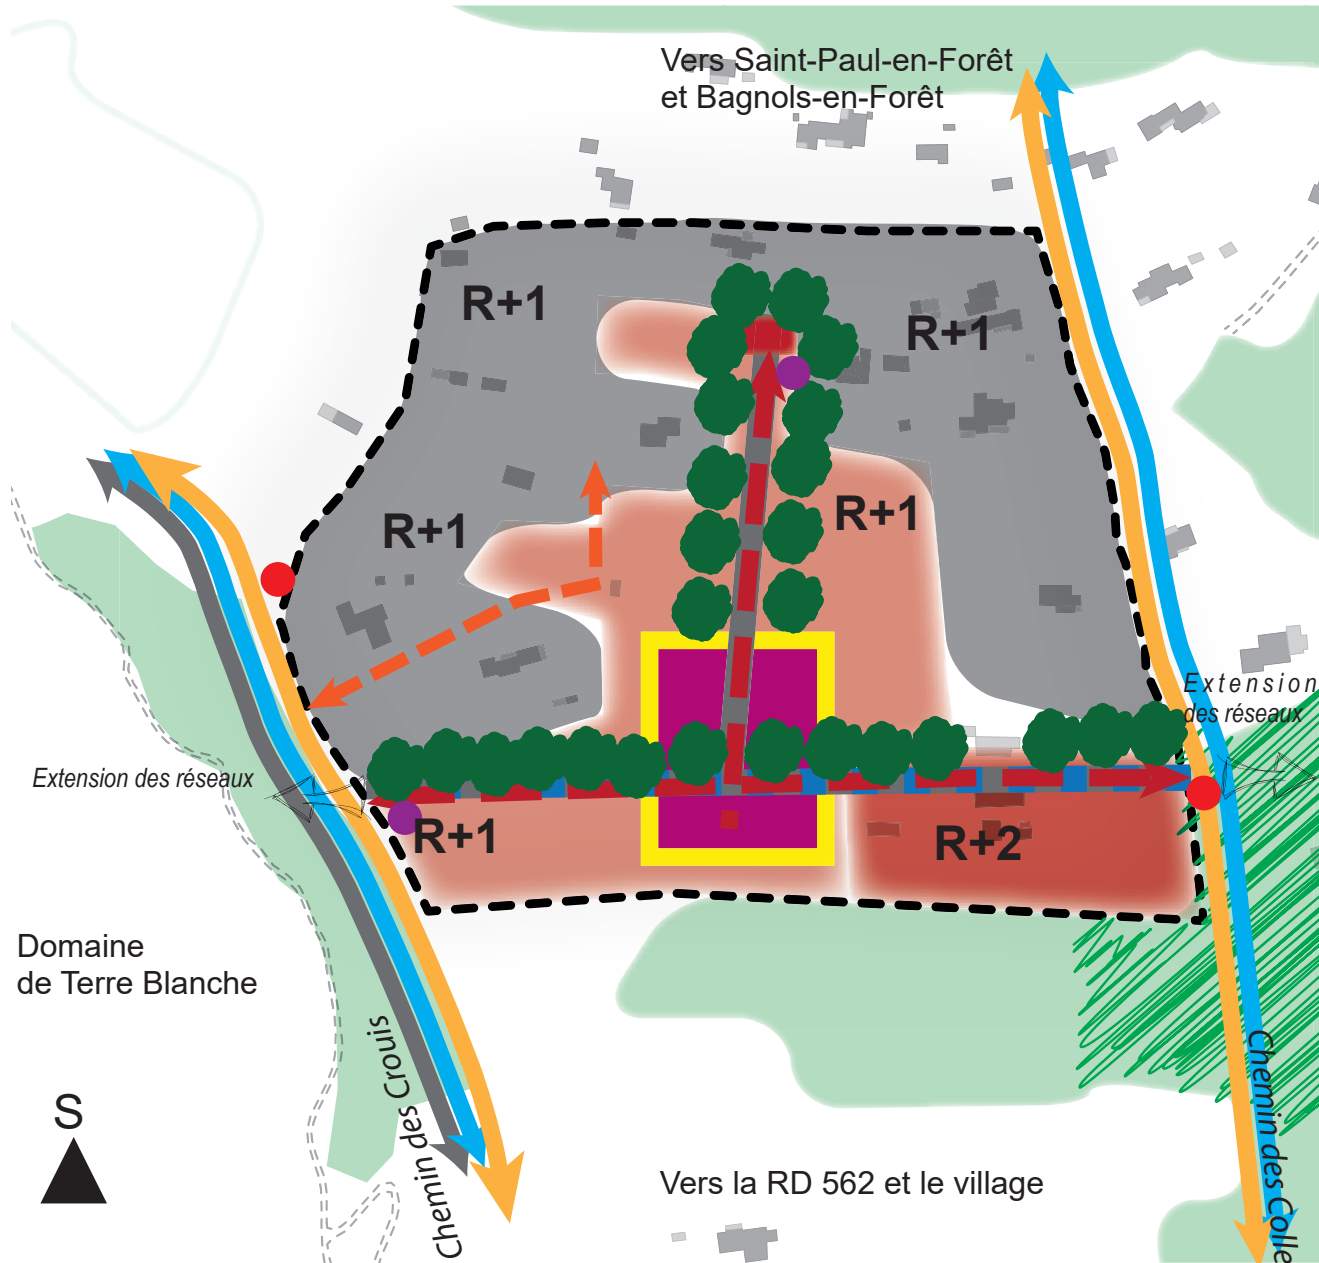 Vers Saint-Paul-en-Forêt
et Bagnols-en-Forêt
R+1
R+1
R+1
R+1
Extension
des réseaux
Extension des réseaux
R+1
R+2
Domaine
de Terre Blanche
Chemin des Crouis
Chemin des Colle
S
Vers la RD 562 et le village